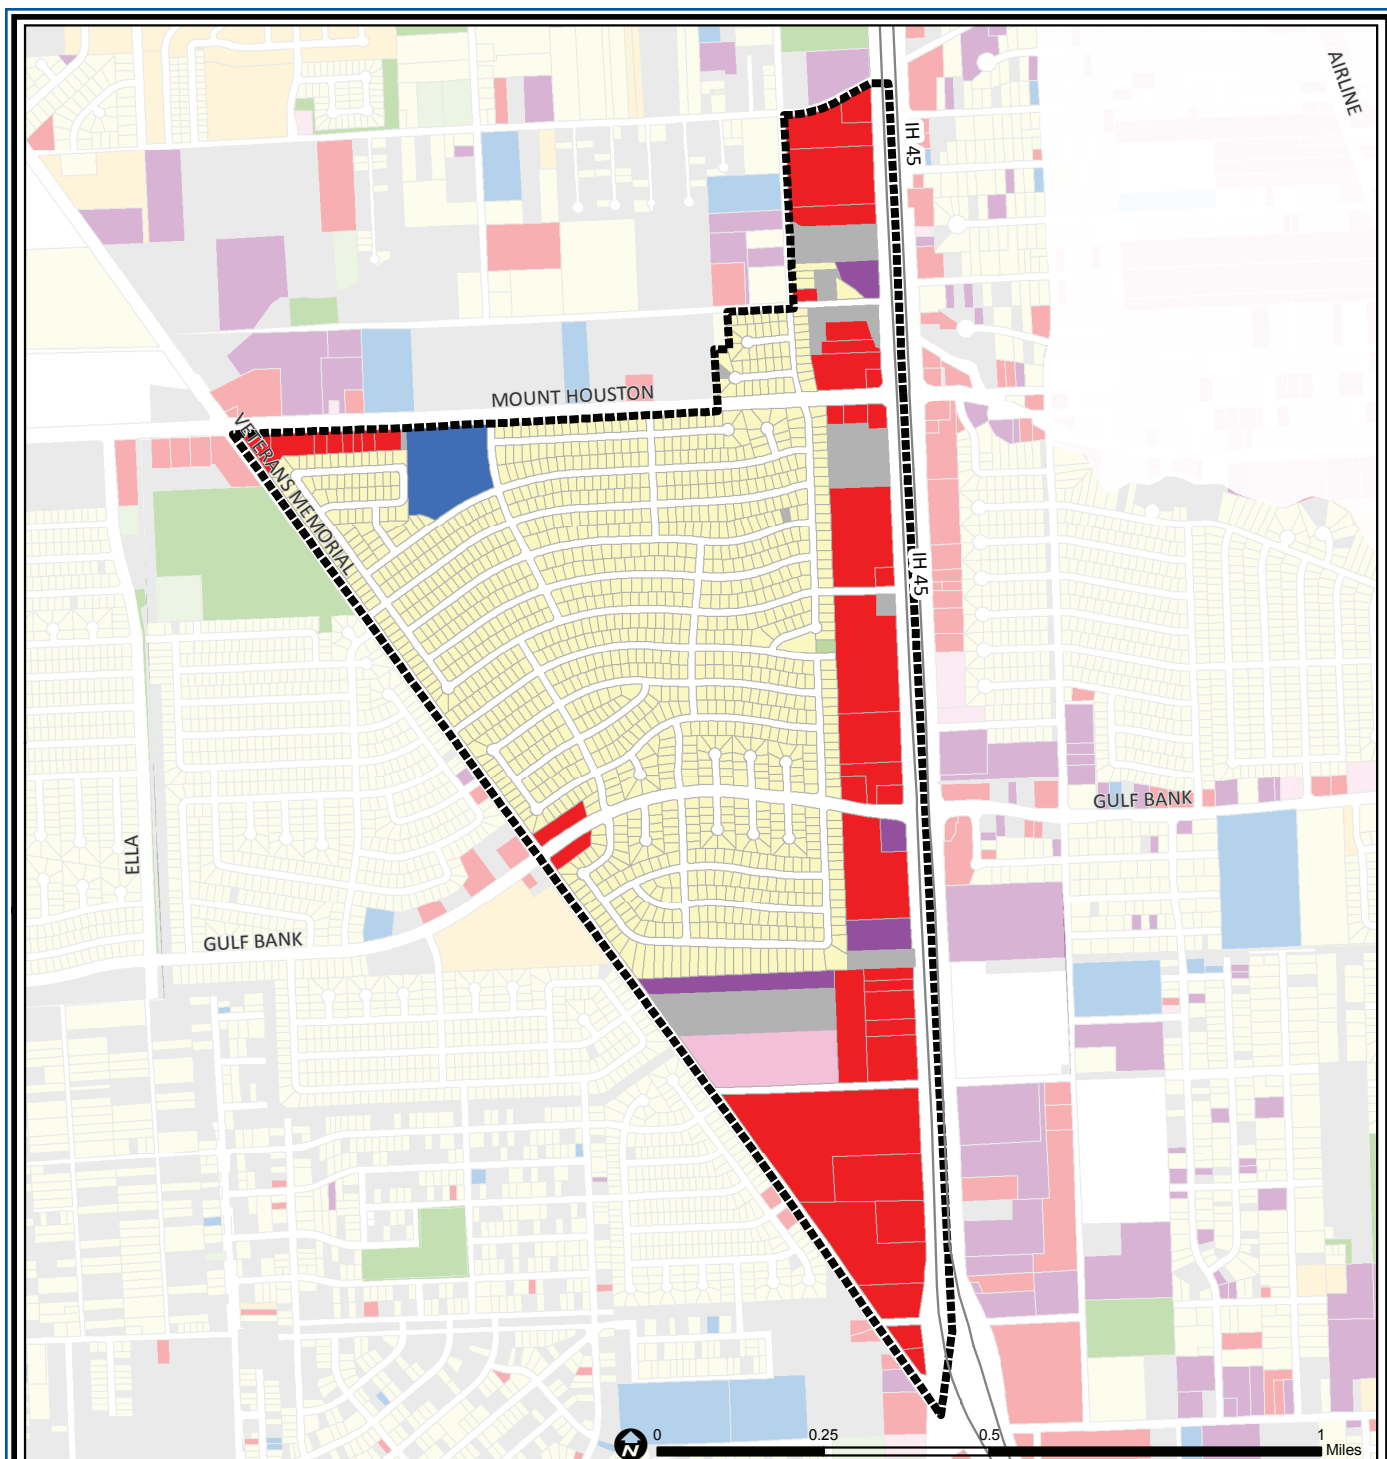 AIRLINE
IH 45
MOUNT HOUSTON
VETERANS MEMORIAL
IH 45
GULF BANK
ELLA
GULF BANK
N
0 0.25 0.5 1
Miles